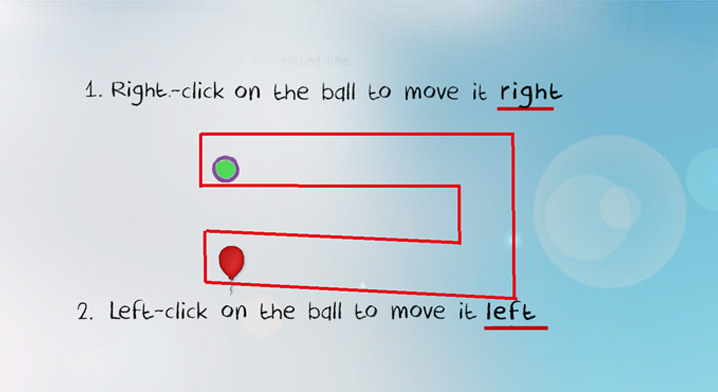 1. Right-click on the ball to move it right
2. Left-click on the ball to move it left